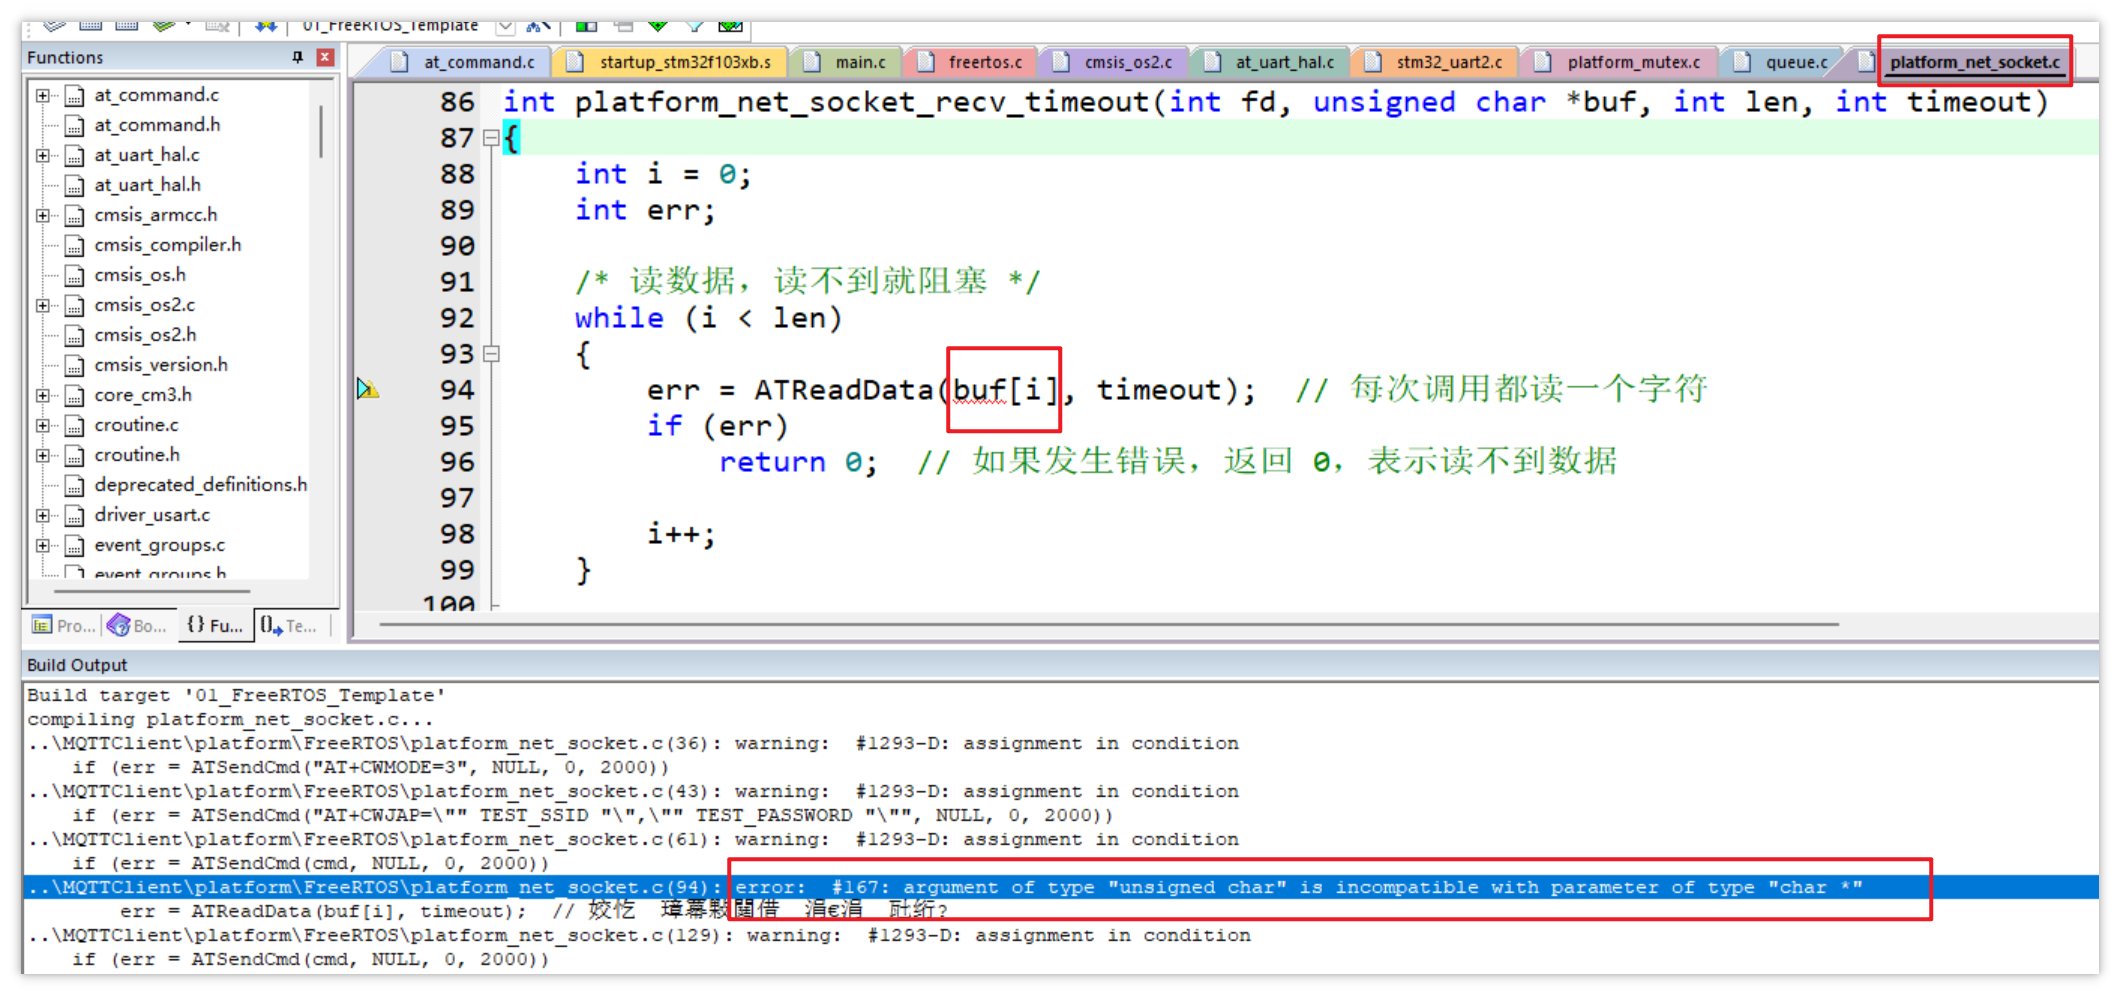 01_FreeRTOS_Template
Functions
at_command.c
at_command.h
at_uart_hal.c
at_uart_hal.h
cmsis_armcc.h
cmsis_compiler.h
cmsis_os.h
cmsis_os2.c
cmsis_os2.h
cmsis_version.h
core_cm3.h
croutine.c
croutine.h
deprecated_definitions.h
driver_usart.c
event_groups.c
event_groups.h
Pro... Bo... {} Fu... Te...
at_command.c startup_stm32f103xb.s main.c freertos.c cmsis_os2.c at_uart_hal.c stm32_uart2.c platform_mutex.c queue.c platform_net_socket.c
86 int platform_net_socket_recv_timeout(int fd, unsigned char *buf, int len, int timeout)
87 {
88 int i = 0;
89 int err;
90
91 /* 读数据，读不到就阻塞 */
92 while (i < len)
93 {
94 err = ATReadData(buf[i], timeout); // 每次调用都读一个字符
95 if (err)
96 return 0; // 如果发生错误，返回 0，表示读不到数据
97
98 i++;
99 }
100
Build Output
Build target '01_FreeRTOS_Template'
compiling platform_net_socket.c...
..\MQTTClient\platform\FreeRTOS\platform_net_socket.c(36): warning: #1293-D: assignment in condition
if (err = ATSendCmd("AT+CWMODE=3", NULL, 0, 2000))
..\MQTTClient\platform\FreeRTOS\platform_net_socket.c(43): warning: #1293-D: assignment in condition
if (err = ATSendCmd("AT+CWJAP=\"" TEST_SSID "\",\"" TEST_PASSWORD "\"", NULL, 0, 2000))
..\MQTTClient\platform\FreeRTOS\platform_net_socket.c(61): warning: #1293-D: assignment in condition
if (err = ATSendCmd(cmd, NULL, 0, 2000))
..\MQTTClient\platform\FreeRTOS\platform_net_socket.c(94): error: #167: argument of type "unsigned char" is incompatible with parameter of type "char *"
err = ATReadData(buf[i], timeout); //
..\MQTTClient\platform\FreeRTOS\platform_net_socket.c(129): warning: #1293-D: assignment in condition
if (err = ATSendCmd(cmd, NULL, 0, 2000))